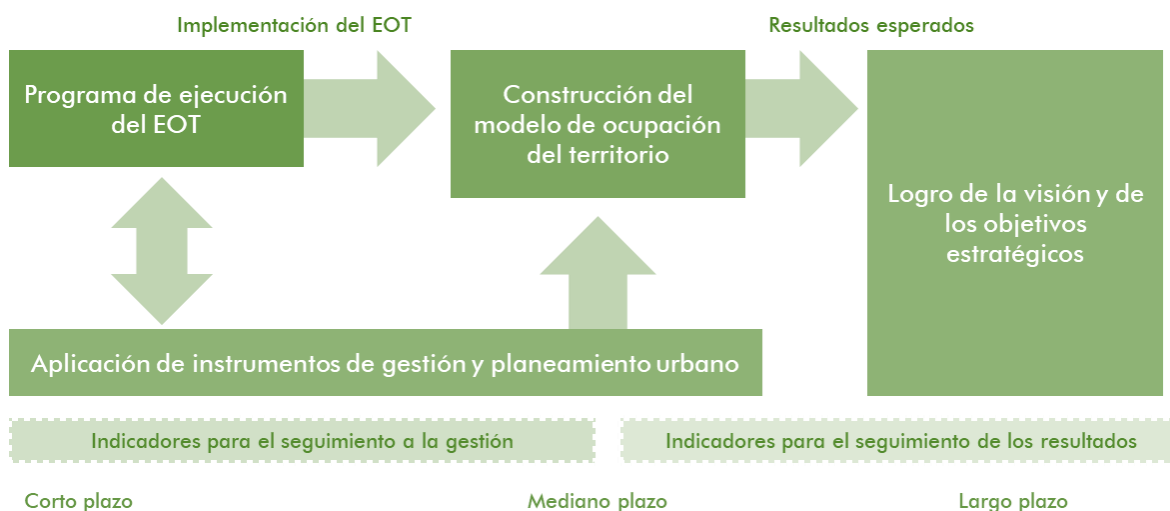 Implementación del EOT
Resultados esperados
Programa de ejecución
del EOT
Construcción del
modelo de ocupación
del territorio
Logro de la visión y de
los objetivos
estratégicos
Aplicación de instrumentos de gestión y planeamiento urbano
Indicadores para el seguimiento a la gestión
Indicadores para el seguimiento de los resultados
Corto plazo
Mediano plazo
Largo plazo